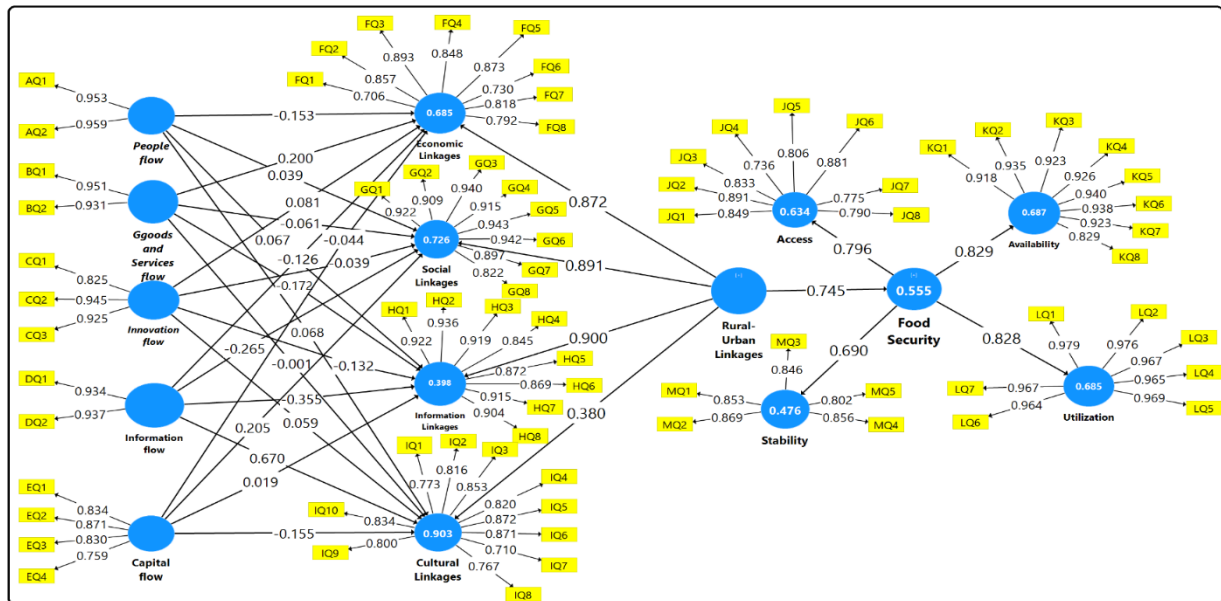 FQ3
FQ4
FQ5
FQ2
FQ1
FQ6
FQ7
FQ8
0.893
0.848
0.873
0.857
0.706
0.730
0.818
0.792
0.685
Economic
Linkages
AQ1
0.953
AQ2
0.959
People
flow
-0.153
0.200
0.039
0.081
-0.061
0.067
-0.044
-0.126
-0.039
-0.172
BQ1
0.951
BQ2
0.931
Ggoods
and
Services
flow
GQ1
GQ2
GQ3
GQ4
GQ5
GQ6
GQ7
GQ8
0.922
0.909
0.940
0.915
0.943
0.942
0.897
0.822
0.726
Social
Linkages
CQ1
0.825
CQ2
0.945
CQ3
0.925
Innovation
flow
0.068
-0.265
-0.001
-0.132
-0.355
0.059
0.205
0.670
0.019
-0.155
HQ1
HQ2
HQ3
HQ4
HQ5
HQ6
HQ7
HQ8
0.922
0.936
0.919
0.845
0.872
0.869
0.915
0.904
0.398
Information
Linkages
DQ1
0.934
DQ2
0.937
Information
flow
EQ1
0.834
EQ2
0.871
EQ3
0.830
EQ4
0.759
Capital
flow
IQ1
IQ2
IQ3
IQ4
IQ5
IQ6
IQ7
IQ8
IQ9
IQ10
0.773
0.816
0.853
0.820
0.872
0.871
0.710
0.767
0.800
0.834
0.903
Cultural
Linkages
0.872
0.891
0.900
0.380
Rural-
Urban
Linkages
0.745
0.555
Food
Security
0.796
0.829
0.690
0.828
JQ5
JQ4
JQ6
JQ3
JQ2
JQ1
JQ7
JQ8
0.806
0.736
0.881
0.833
0.891
0.849
0.775
0.790
0.634
Access
KQ3
KQ2
KQ1
KQ4
KQ5
KQ6
KQ7
KQ8
0.923
0.935
0.918
0.926
0.940
0.938
0.923
0.829
0.687
Availability
MQ3
0.846
MQ1
0.853
MQ2
0.869
MQ5
0.802
MQ4
0.856
0.476
Stability
LQ1
LQ2
LQ3
LQ4
LQ5
LQ6
LQ7
0.979
0.976
0.967
0.965
0.969
0.964
0.967
0.685
Utilization